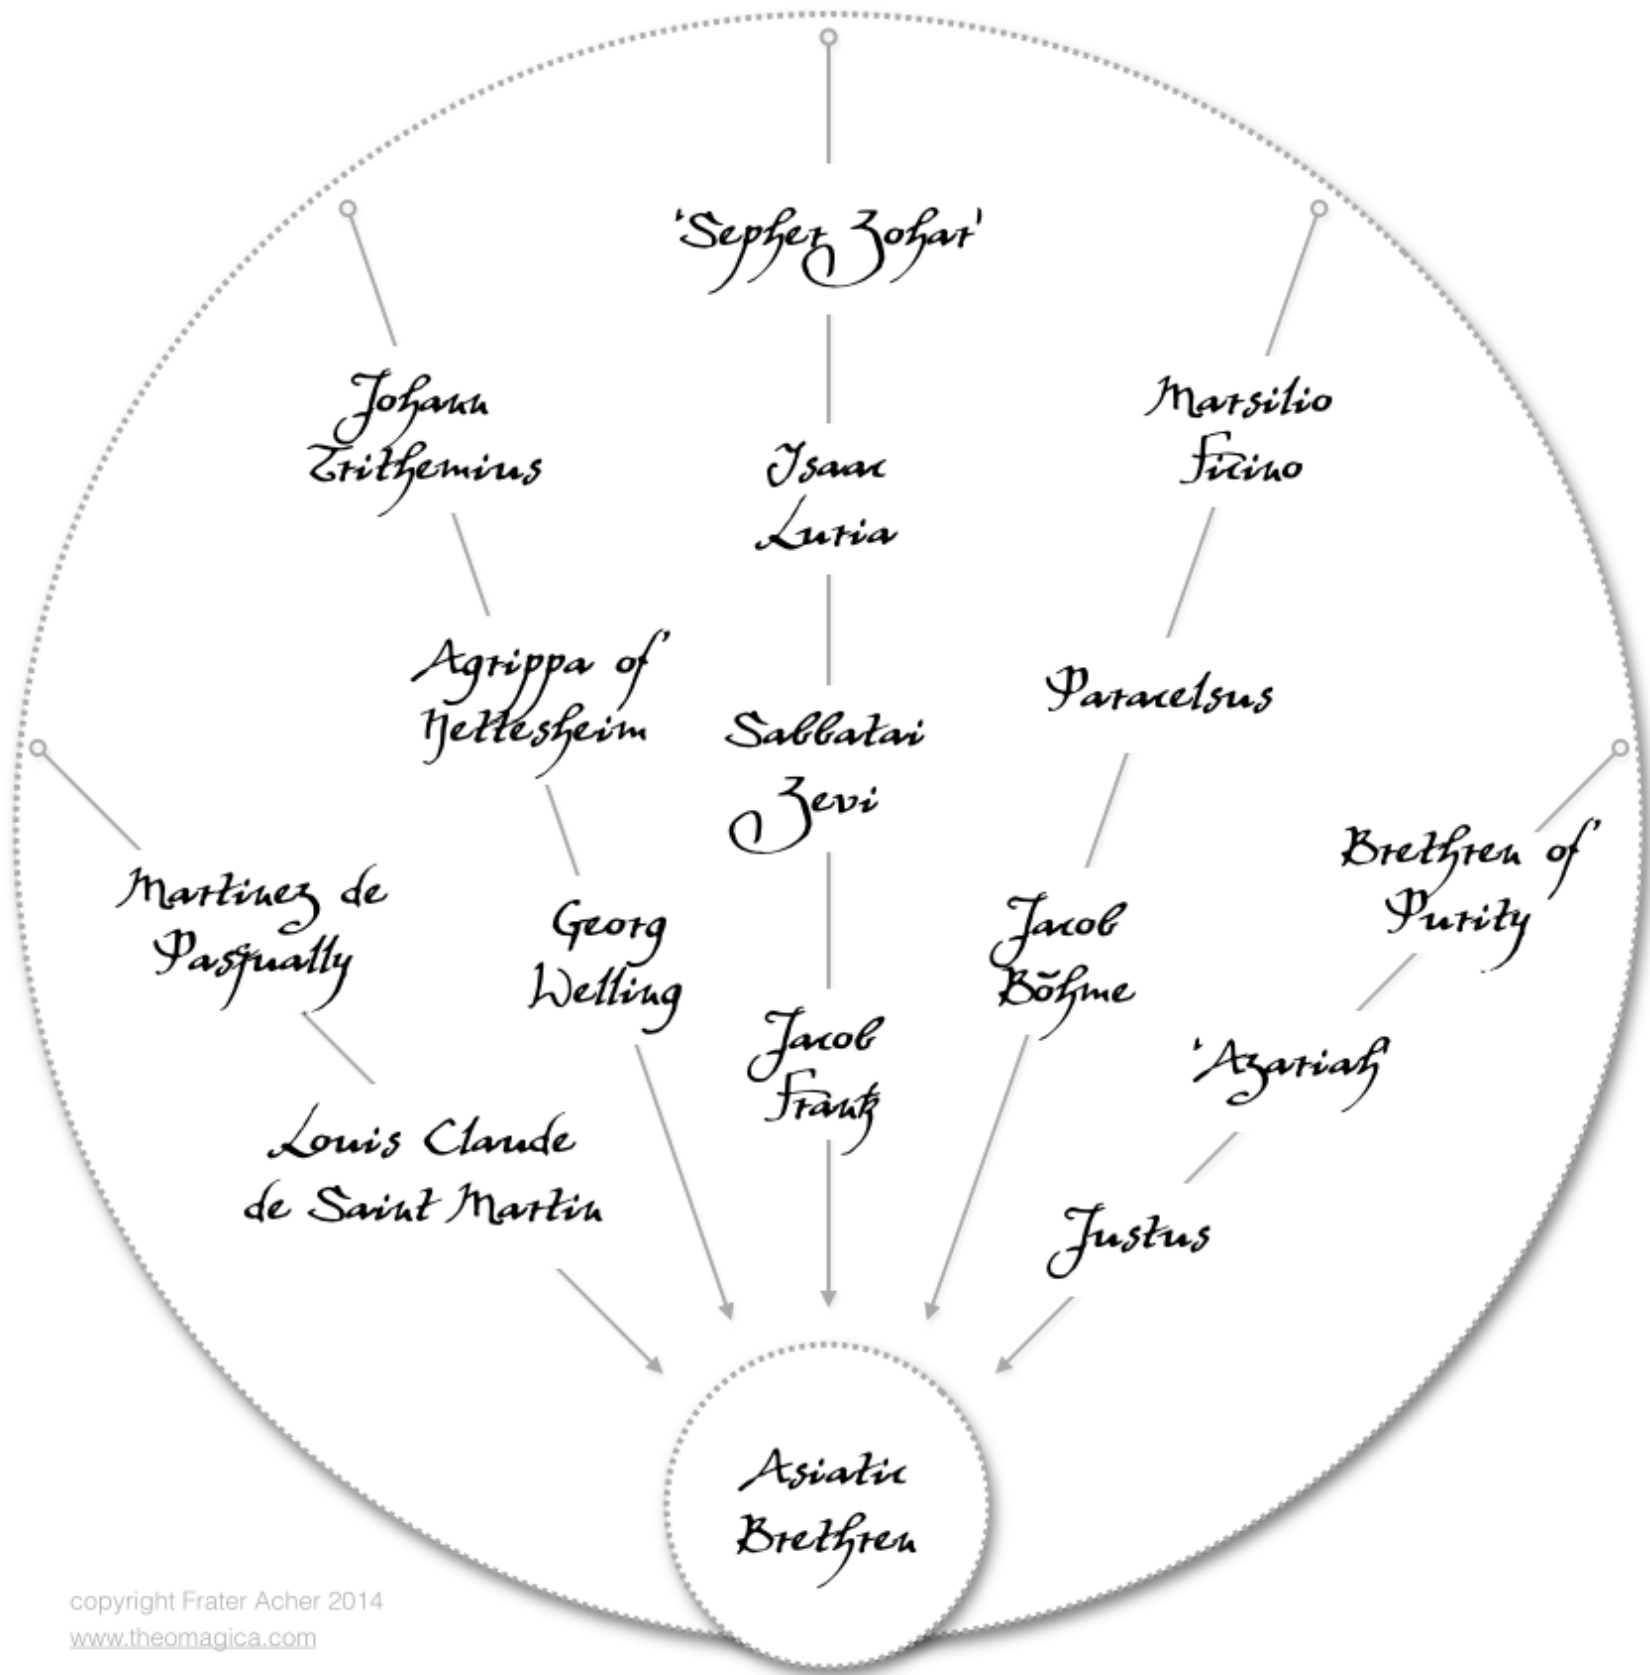 'Sepher Zohar'
Johann
Trithemius
Marsilio
Ficino
Isaac
Luria
Agrippa of
Nettesheim
Paracelsus
Sabbatai
Zevi
Martinez de
Pasqually
Georg
Welling
Jacob
Böhme
Brethren of
Purity
Jacob
Frank
'Azariah'
Louis Claude
de Saint Martin
Justus
Asiatic
Brethren
copyright Frater Acher 2014
www.theomagica.com